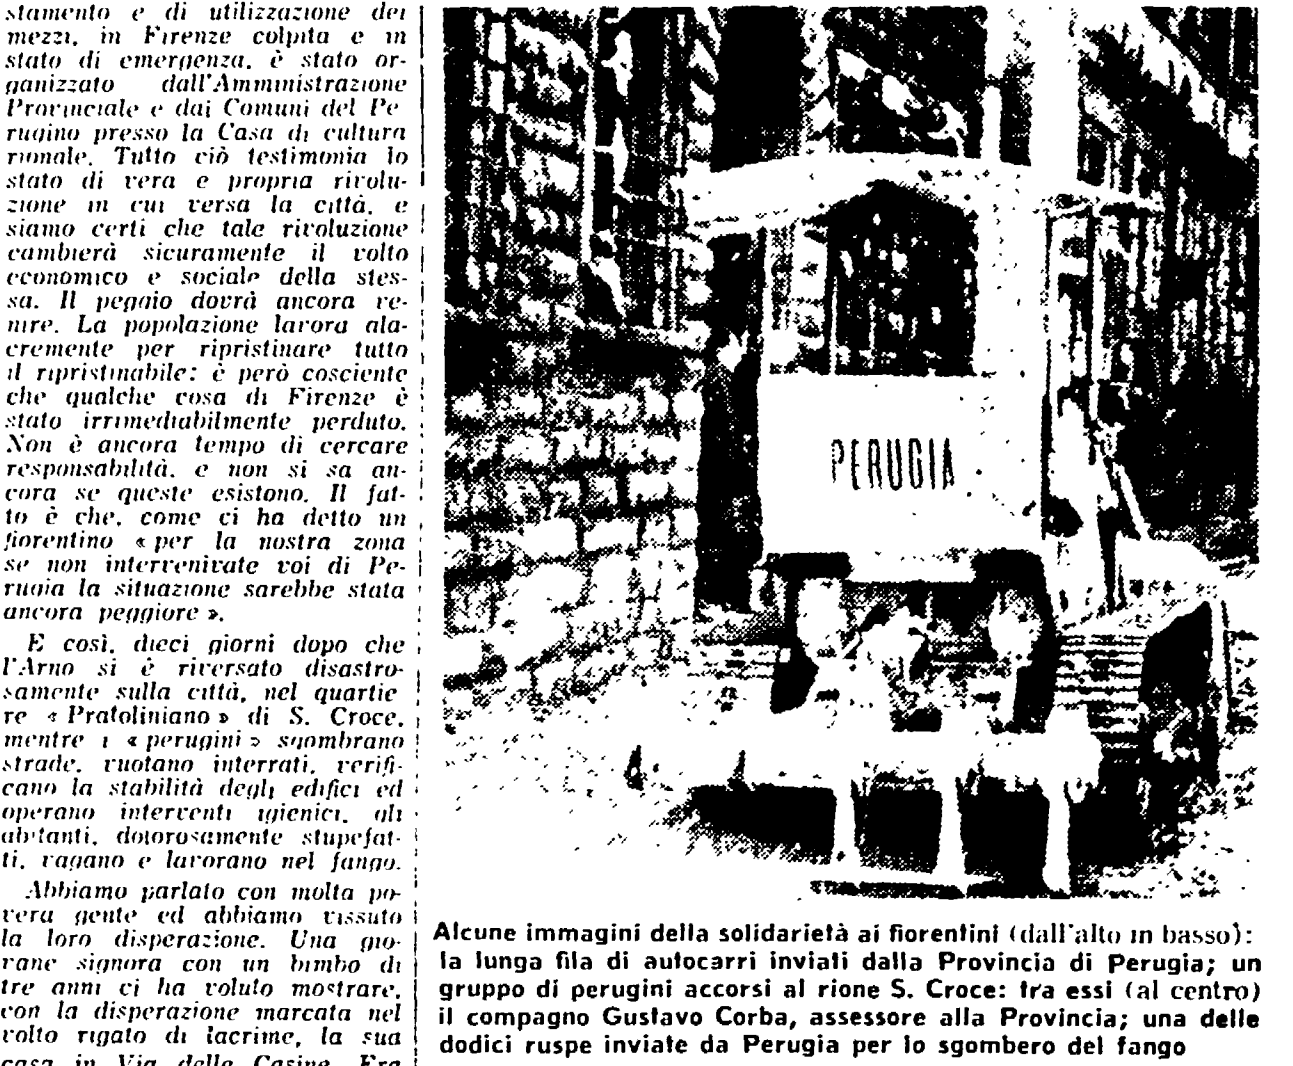 stamento e di utilizzazione dei
mezzi, in Firenze colpita e in
stato di emergenza, è stato or-
ganizzato dall'Amministrazione
Provinciale e dai Comuni del Pe
rugino presso la Casa di cultura
rionale. Tutto ciò testimonia lo
stato di vera e propria rivolu-
zione in cui versa la città, e
siamo certi che tale rivoluzione
cambierà sicuramente il volto
economico e sociale della stes-
sa. Il peggio dovrà ancora ve-
nire. La popolazione lavora ala-
cremente per ripristinare tutto
il ripristinabile: è però cosciente
che qualche cosa di Firenze è
stato irrimediabilmente perduto.
Non è ancora tempo di cercare
responsabilità, e non si sa an-
cora se queste esistono. Il fat-
to è che, come ci ha detto un
fiorentino « per la nostra zona
se non intervenivate voi di Pe-
rugia la situazione sarebbe stata
ancora peggiore ».
E così, dieci giorni dopo che
l'Arno si è riversato disastro-
samente sulla città, nel quartie
re « Pratoliniano » di S. Croce,
mentre i « perugini » sgombrano
strade, vuotano interrati, verifi-
cano la stabilità degli edifici ed
operano interventi igienici, gli
abitanti, dolorosamente stupefat-
ti, vagano e lavorano nel fango.
Abbiamo parlato con molta po-
vera gente ed abbiamo vissuto
la loro disperazione. Una gio-
vane signora con un bimbo di
tre anni ci ha voluto mostrare,
con la disperazione marcata nel
volto rigato di lacrime, la sua
casa in Via delle Casine. Era
PERUGIA
Alcune immagini della solidarietà ai fiorentini (dall'alto in basso):
la lunga fila di autocarri inviati dalla Provincia di Perugia; un
gruppo di perugini accorsi al rione S. Croce: tra essi (al centro)
il compagno Gustavo Corba, assessore alla Provincia; una delle
dodici ruspe inviate da Perugia per lo sgombero del fango